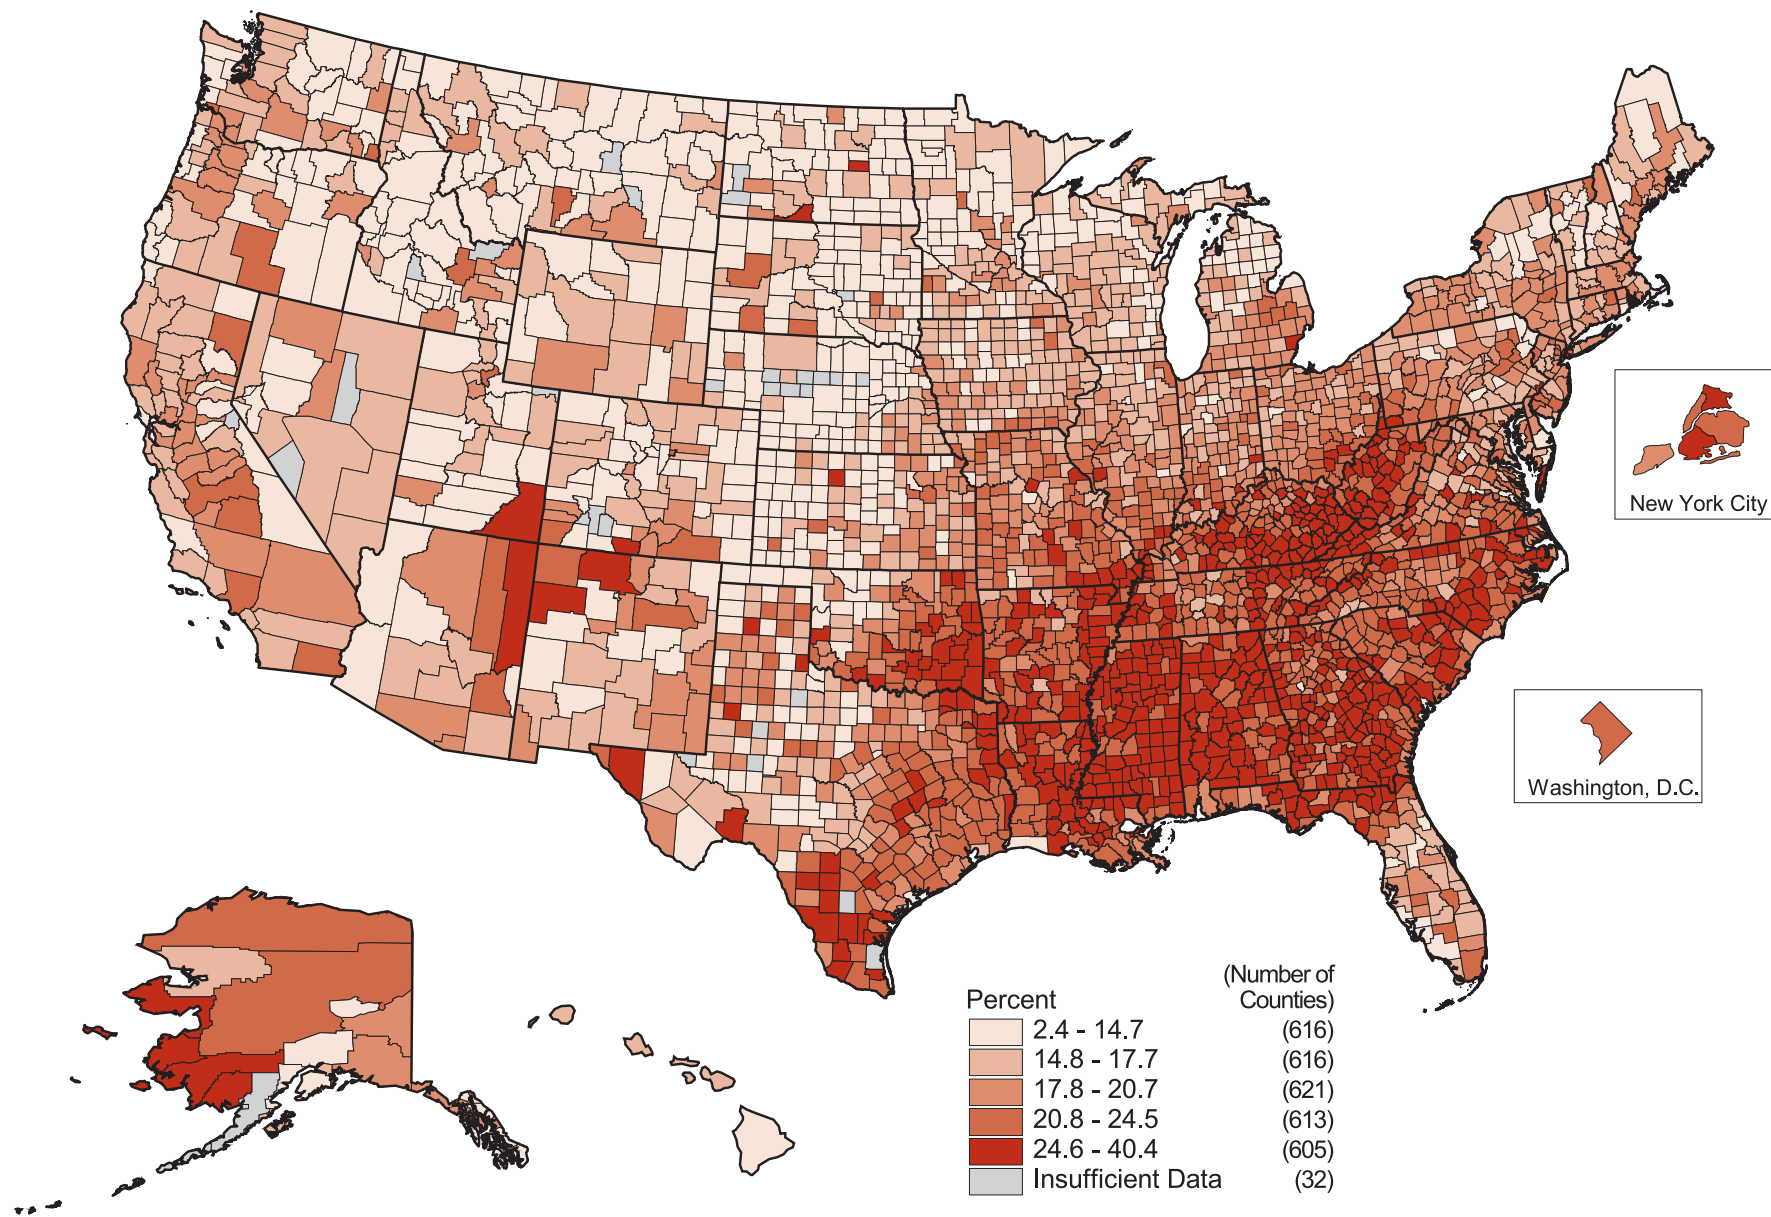 New York City
Washington, D.C.
Percent
(Number of
Counties)
2.4 - 14.7 (616)
14.8 - 17.7 (616)
17.8 - 20.7 (621)
20.8 - 24.5 (613)
24.6 - 40.4 (605)
Insufficient Data (32)